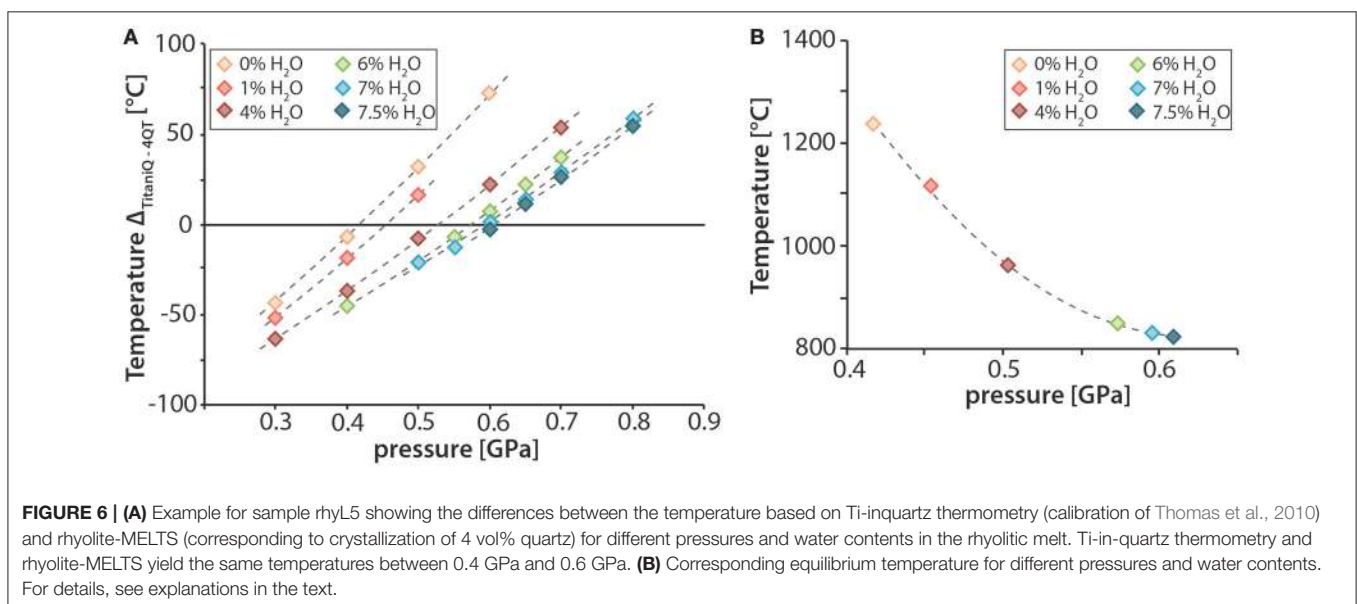 A
100
50
0
-50
-100
Temperature Δ TitaniQ - 4QT [°C]
0% H₂O 6% H₂O
1% H₂O 7% H₂O
4% H₂O 7.5% H₂O
0.3 0.4 0.5 0.6 0.7 0.8 0.9
pressure [GPa]
B
1400
1200
1000
800
Temperature [°C]
0% H₂O 6% H₂O
1% H₂O 7% H₂O
4% H₂O 7.5% H₂O
0.4 0.5 0.6
pressure [GPa]
FIGURE 6 | (A) Example for sample rhyL5 showing the differences between the temperature based on Ti-inquartz thermometry (calibration of Thomas et al., 2010)
and rhyolite-MELTS (corresponding to crystallization of 4 vol% quartz) for different pressures and water contents in the rhyolitic melt. Ti-in-quartz thermometry and
rhyolite-MELTS yield the same temperatures between 0.4 GPa and 0.6 GPa. (B) Corresponding equilibrium temperature for different pressures and water contents.
For details, see explanations in the text.